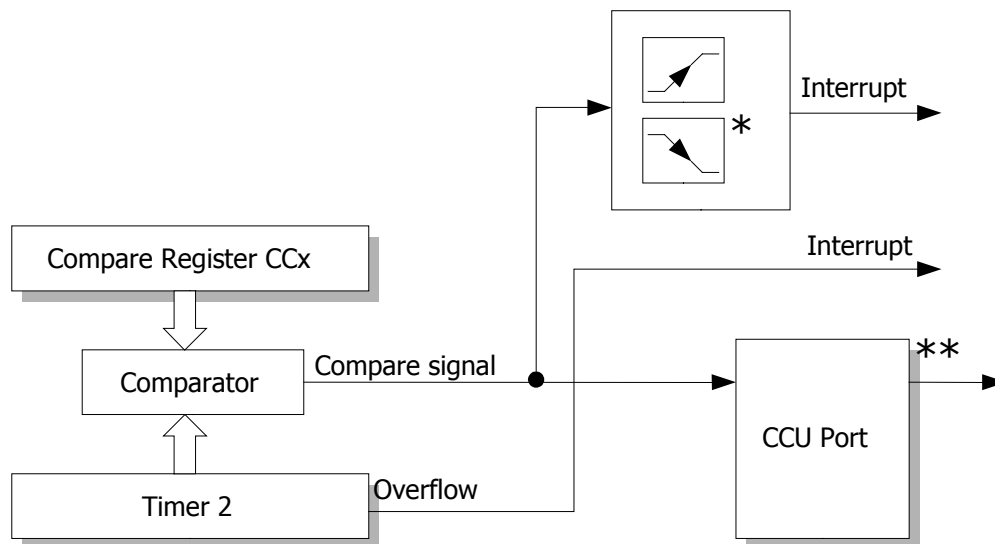 Interrupt
*
Compare Register CCx
Interrupt
**
Compare signal
Comparator
CCU Port
Overflow
Timer 2